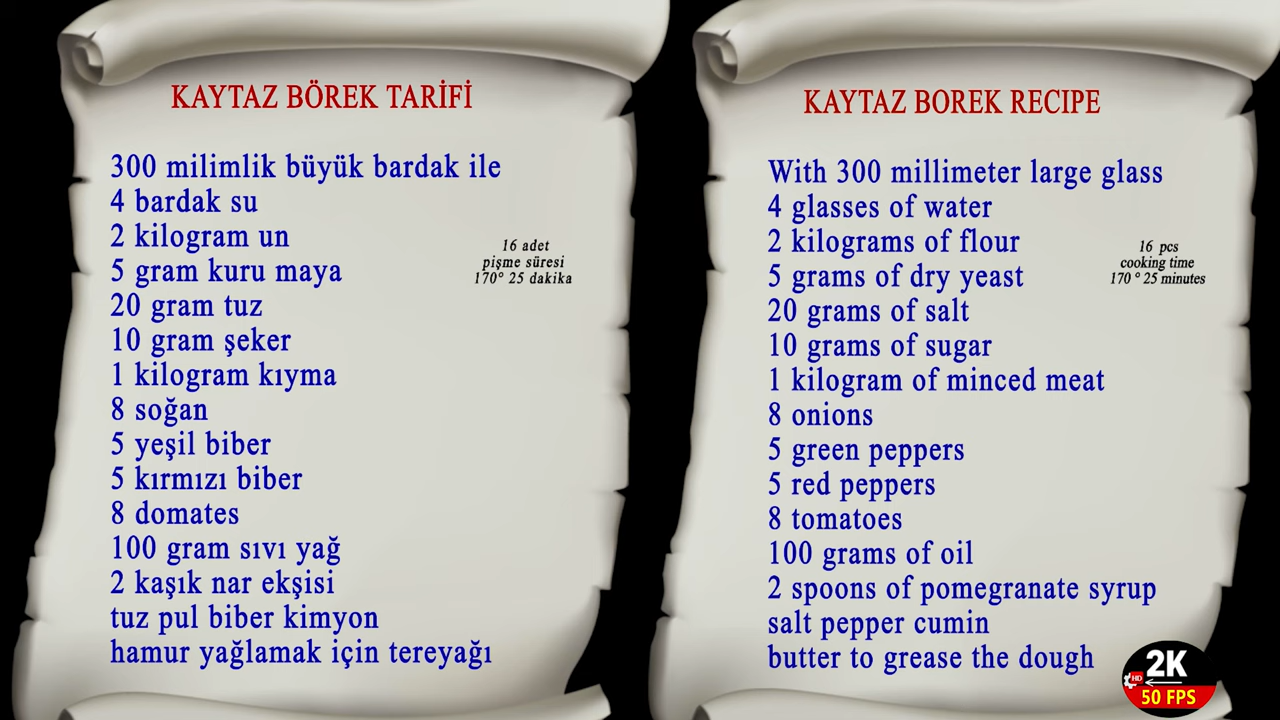 KAYTAZ BÖREK TARİFİ
300 milimlik büyük bardak ile
4 bardak su
2 kilogram un
5 gram kuru maya
20 gram tuz
10 gram şeker
1 kilogram kıyma
8 soğan
5 yeşil biber
5 kırmızı biber
8 domates
100 gram sıvı yağ
2 kaşık nar ekşisi
tuz pul biber kimyon
hamur yağlamak için tereyağı
16 adet
pişme süresi
170° 25 dakika
KAYTAZ BOREK RECIPE
With 300 millimeter large glass
4 glasses of water
2 kilograms of flour
5 grams of dry yeast
20 grams of salt
10 grams of sugar
1 kilogram of minced meat
8 onions
5 green peppers
5 red peppers
8 tomatoes
100 grams of oil
2 spoons of pomegranate syrup
salt pepper cumin
butter to grease the dough
16 pcs
cooking time
170 ° 25 minutes
2K
HD
50 FPS